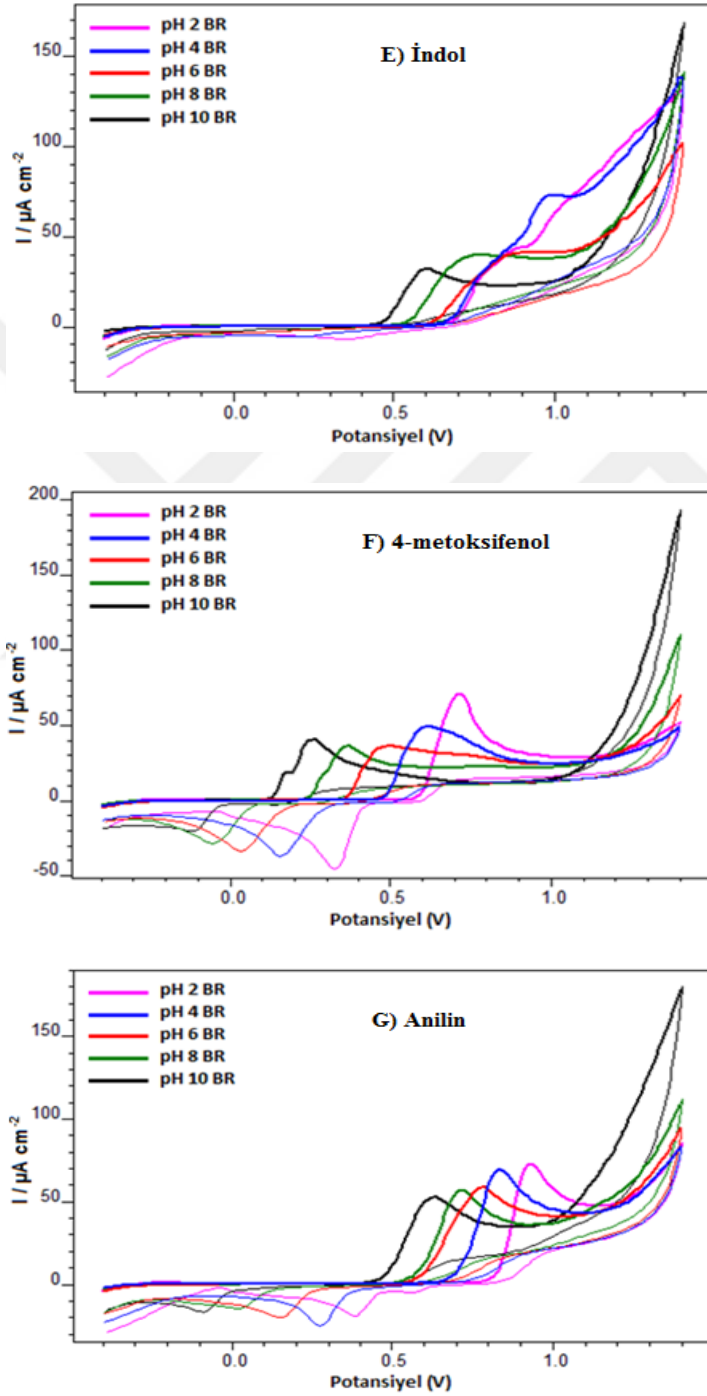 E) İndol
pH 2 BR
pH 4 BR
pH 6 BR
pH 8 BR
pH 10 BR
I / µA cm⁻²
150
100
50
0
0.0 0.5 1.0
Potansiyel (V)
F) 4-metoksifenol
pH 2 BR
pH 4 BR
pH 6 BR
pH 8 BR
pH 10 BR
I / µA cm⁻²
200
150
100
50
0
-50
0.0 0.5 1.0
Potansiyel (V)
G) Anilin
pH 2 BR
pH 4 BR
pH 6 BR
pH 8 BR
pH 10 BR
I / µA cm⁻²
150
100
50
0
0.0 0.5 1.0
Potansiyel (V)